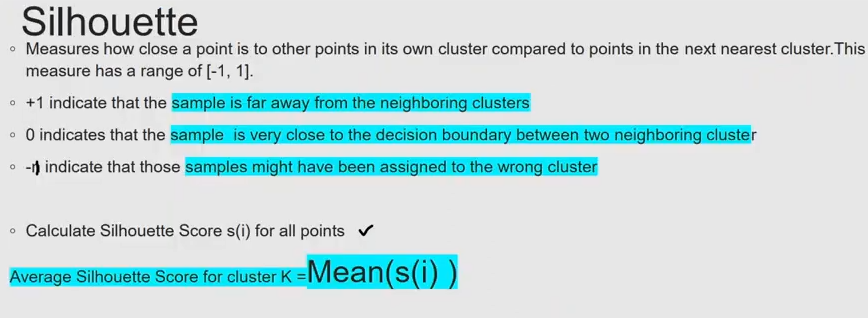 Silhouette
◦ Measures how close a point is to other points in its own cluster compared to points in the next nearest cluster.This
measure has a range of [-1, 1].
◦ +1 indicate that the sample is far away from the neighboring clusters
◦ 0 indicates that the sample is very close to the decision boundary between two neighboring cluster
◦ -1 indicate that those samples might have been assigned to the wrong cluster
◦ Calculate Silhouette Score s(i) for all points ✓
Average Silhouette Score for cluster K =Mean(s(i) )